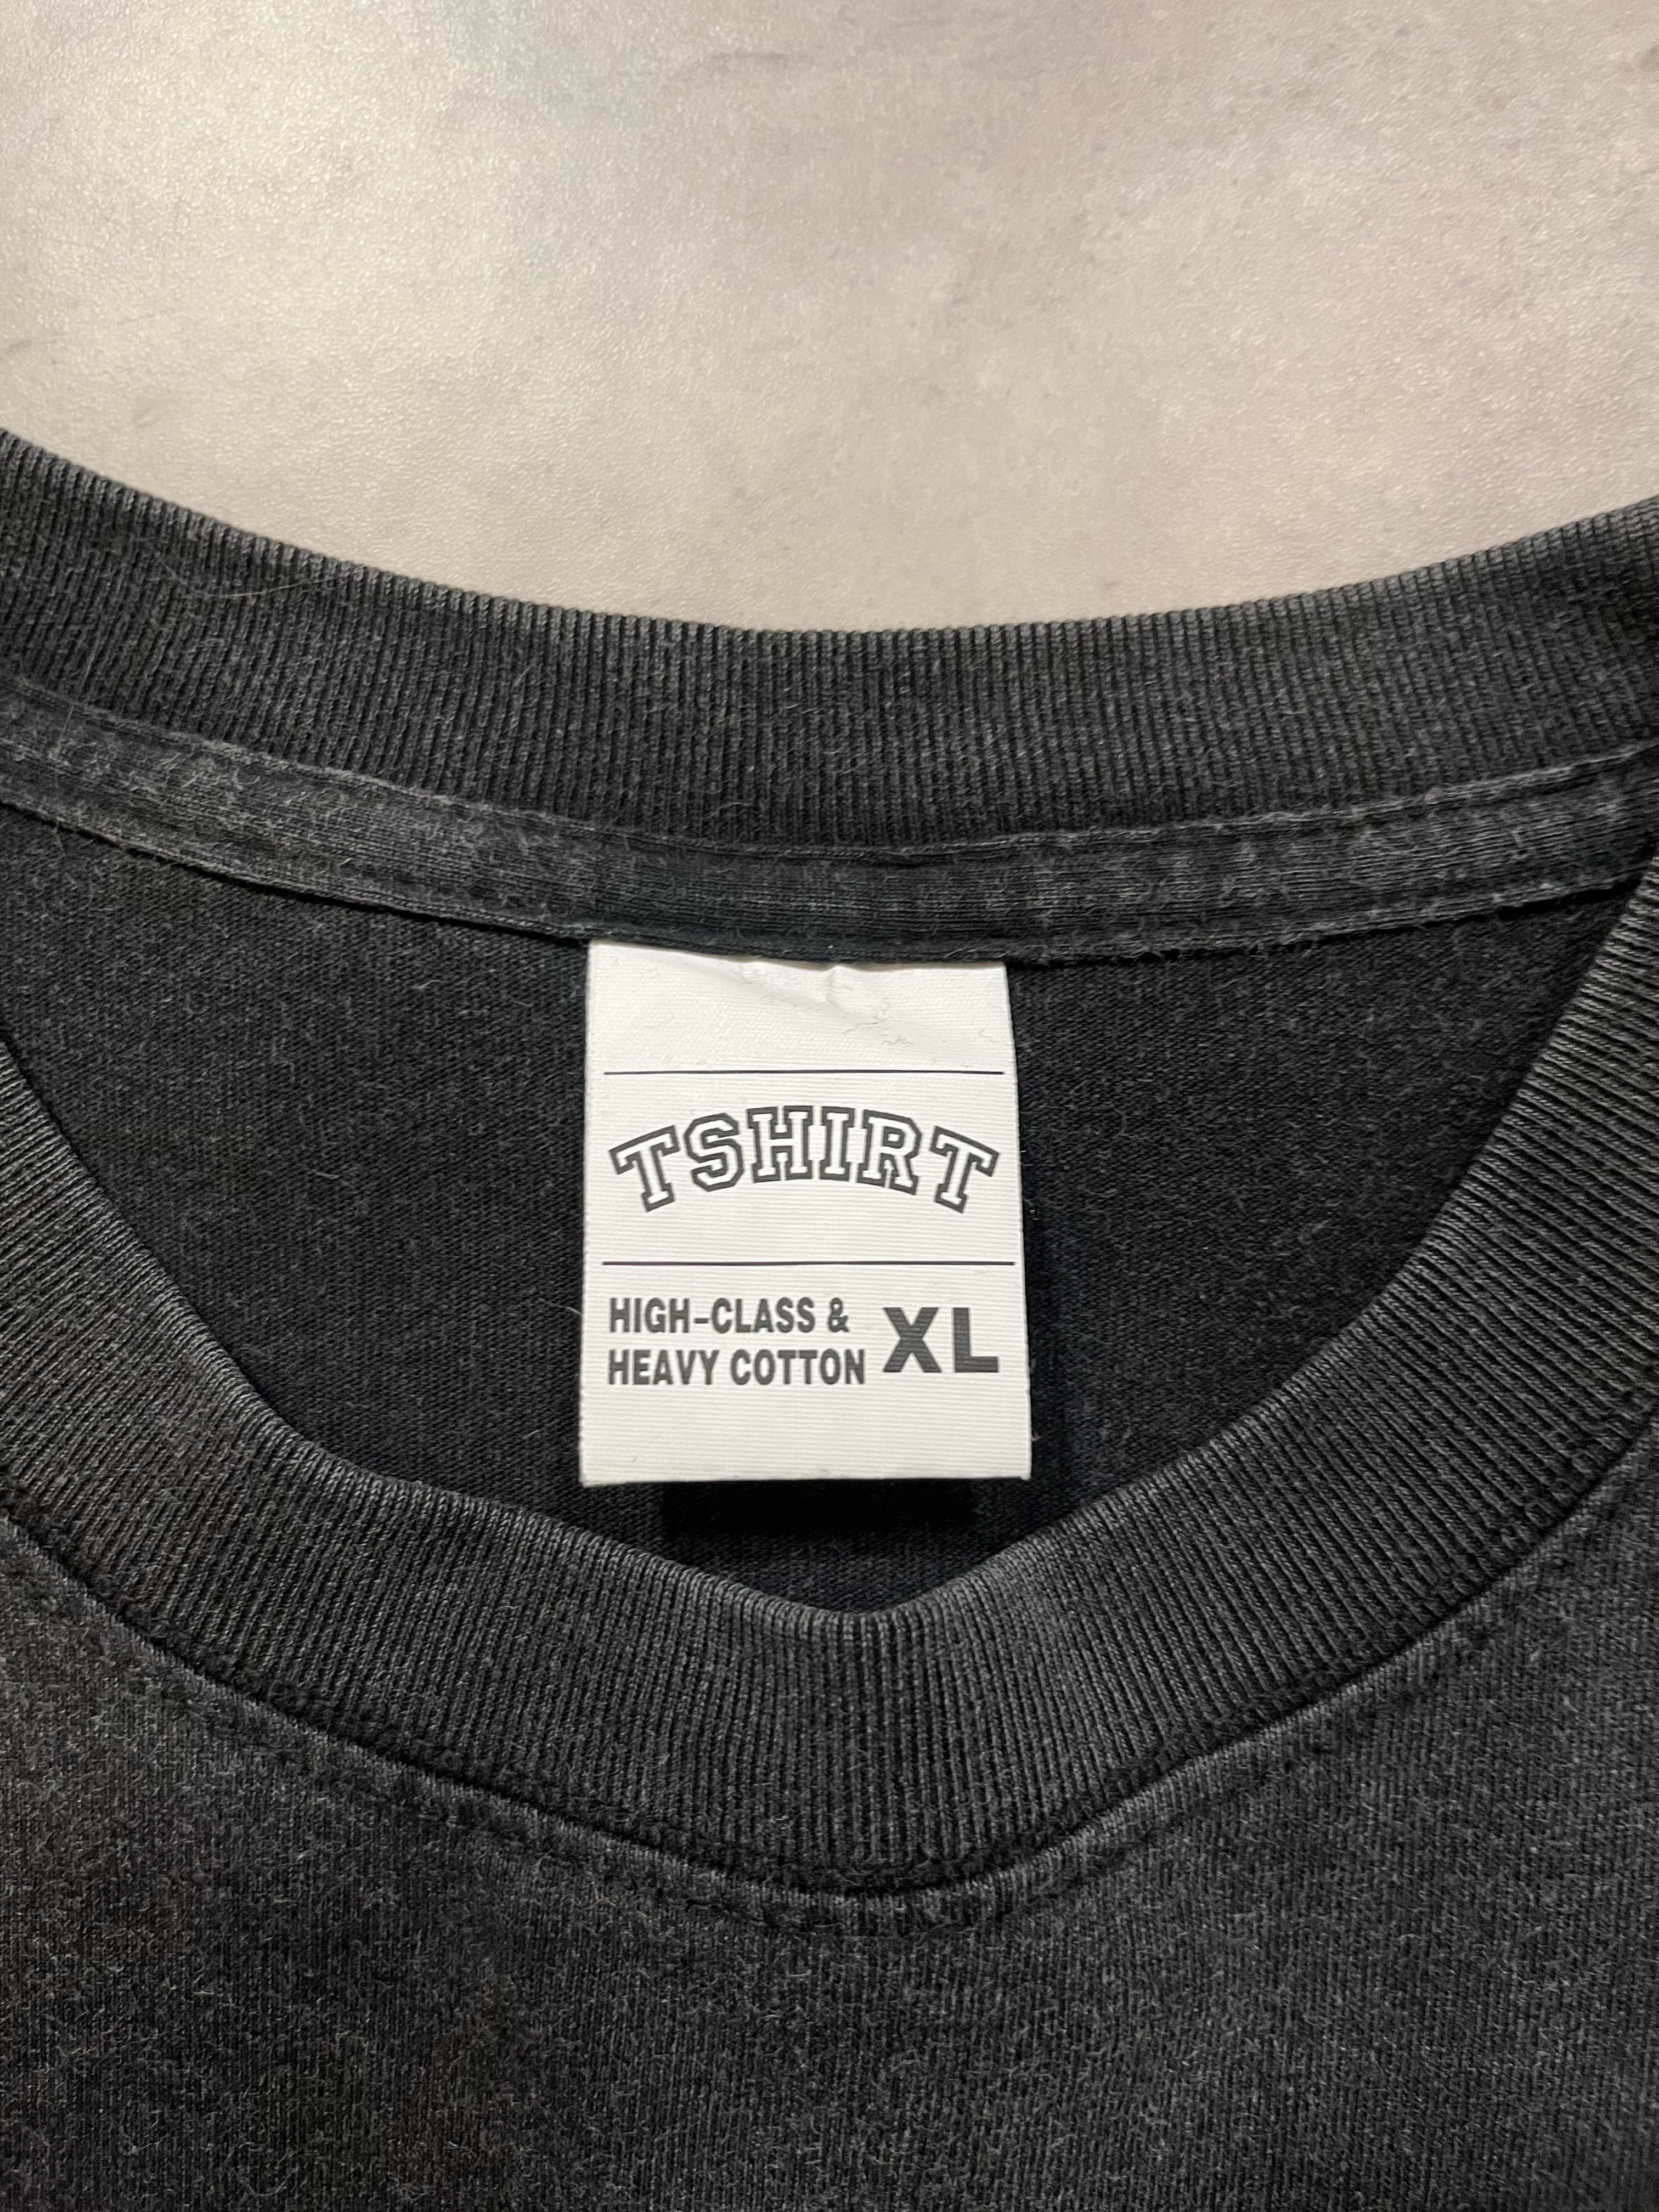 TSHIRT
HIGH-CLASS &
HEAVY COTTON
XL